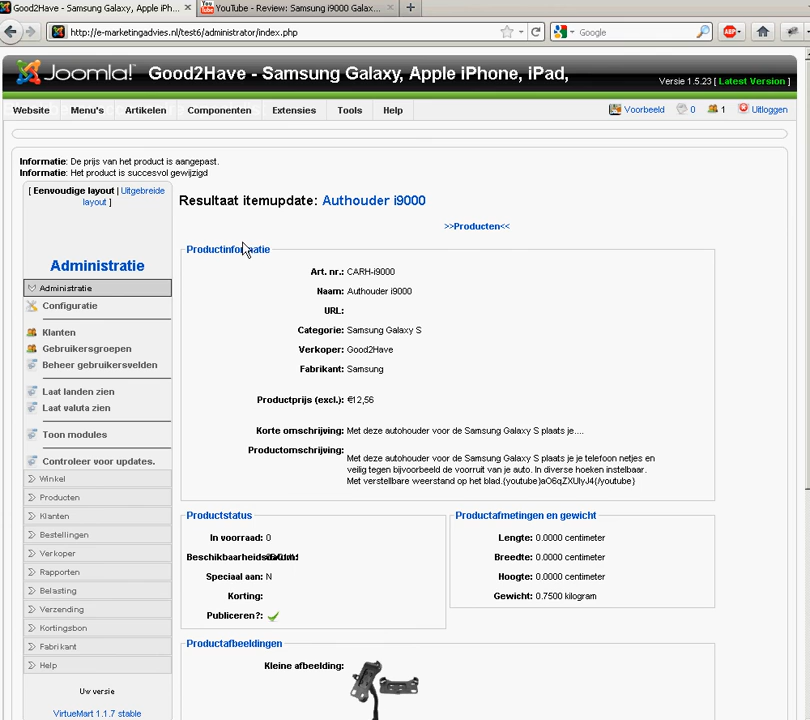 Good2Have - Samsung Galaxy, Apple iPh...
YouTube - Review: Samsung i9000 Galax...
http://e-marketingadvies.nl/test6/administrator/index.php
Google
ABP
Joomla! Good2Have - Samsung Galaxy, Apple iPhone, iPad,
Versie 1.5.23 [ Latest Version ]
Website Menu's Artikelen Componenten Extensies Tools Help
Voorbeeld 0 1 Uitloggen
Informatie: De prijs van het product is aangepast.
Informatie: Het product is succesvol gewijzigd
[ Eenvoudige layout | Uitgebreide
layout ]
Administratie
Administratie
Configuratie
Klanten
Gebruikersgroepen
Beheer gebruikersvelden
Laat landen zien
Laat valuta zien
Toon modules
Controleer voor updates.
Winkel
Producten
Klanten
Bestellingen
Verkoper
Rapporten
Belasting
Verzending
Kortingsbon
Fabrikant
Help
Uw versie
VirtueMart 1.1.7 stable
Resultaat itemupdate: Authouder i9000
>>Producten<<
Productinformatie
Art. nr.: CARH-i9000
Naam: Authouder i9000
URL:
Categorie: Samsung Galaxy S
Verkoper: Good2Have
Fabrikant: Samsung
Productprijs (excl.): €12,56
Korte omschrijving: Met deze autohouder voor de Samsung Galaxy S plaats je....
Productomschrijving:
Met deze autohouder voor de Samsung Galaxy S plaats je je telefoon netjes en
veilig tegen bijvoorbeeld de voorruit van je auto. In diverse hoeken instelbaar.
Met verstelbare weerstand op het blad.{youtube}aO6qZXUIyJ4{/youtube}
Productstatus
In voorraad: 0
Beschikbaarheidsdatum:
Speciaal aan: N
Korting:
Publiceren?:
Productafmetingen en gewicht
Lengte: 0.0000 centimeter
Breedte: 0.0000 centimeter
Hoogte: 0.0000 centimeter
Gewicht: 0.7500 kilogram
Productafbeeldingen
Kleine afbeelding: